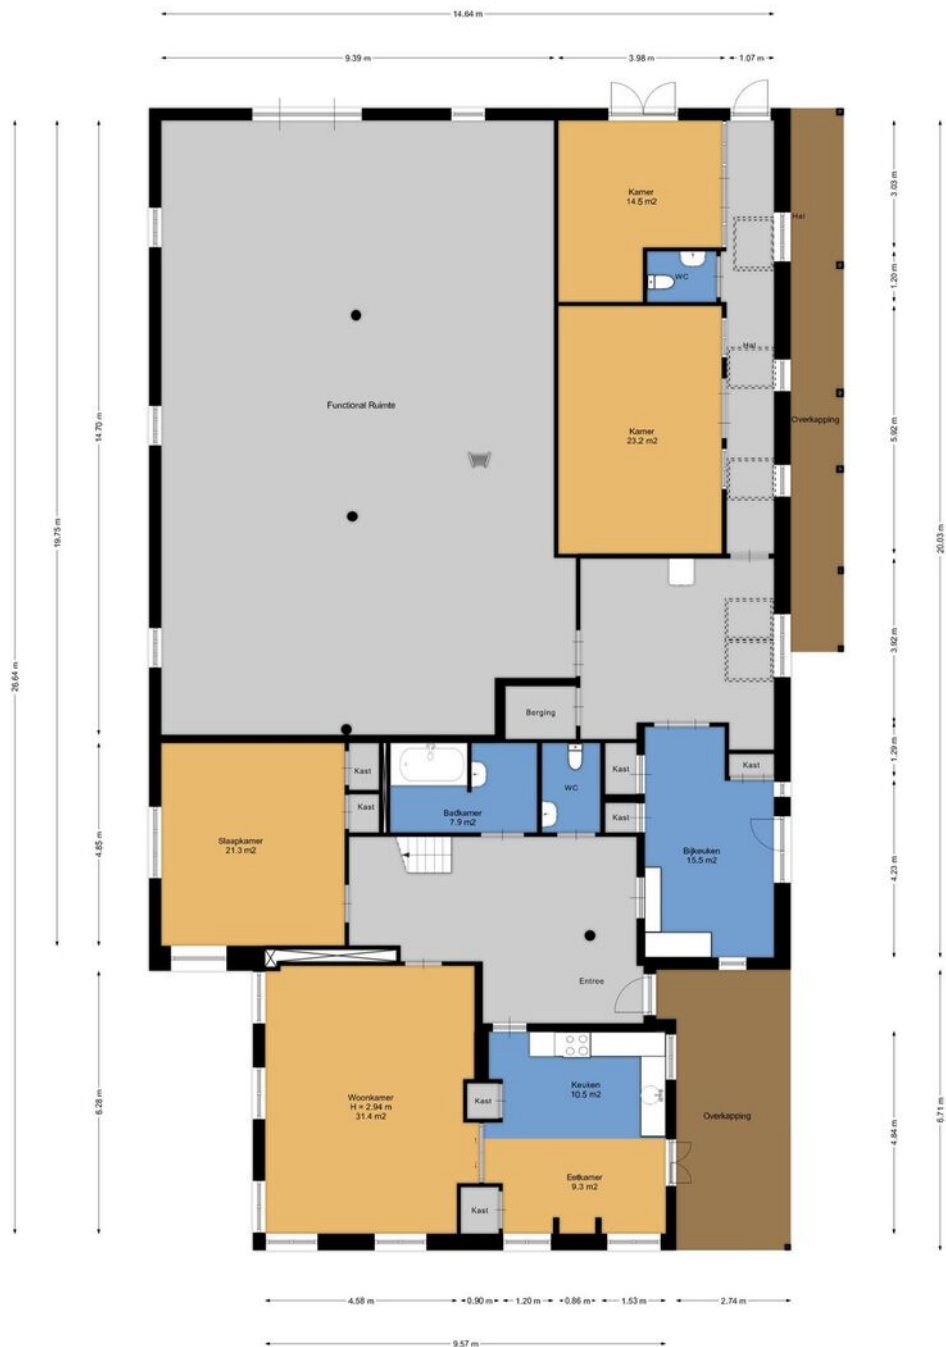 14.64 m
9.39 m
3.98 m
1.07 m
Kamer
14.5 m2
Hal
WC
Hal
Functional Ruimte
Kamer
23.2 m2
Overkapping
Berging
Kast
Kast
Badkamer
7.9 m2
WC
Kast
Kast
Kast
Slaapkamer
21.3 m2
Bijkeuken
15.5 m2
Entree
Woonkamer
H = 2.94 m
31.4 m2
Keuken
10.5 m2
Kast
Overkapping
Eetkamer
9.3 m2
Kast
26.64 m
19.75 m
14.70 m
4.85 m
6.28 m
3.03 m
1.20 m
5.92 m
3.92 m
1.29 m
4.23 m
4.84 m
20.03 m
6.71 m
4.58 m
0.90 m
1.20 m
0.86 m
1.53 m
2.74 m
9.57 m